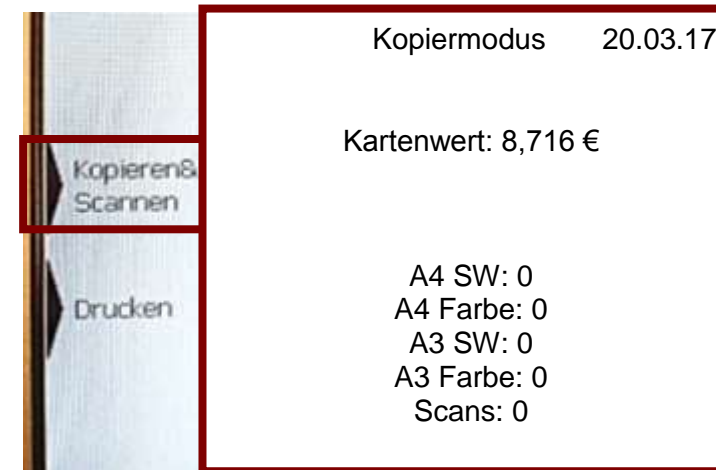 Kopieren&
Scannen
Drucken
Kopiermodus 20.03.17
Kartenwert: 8,716 €
A4 SW: 0
A4 Farbe: 0
A3 SW: 0
A3 Farbe: 0
Scans: 0